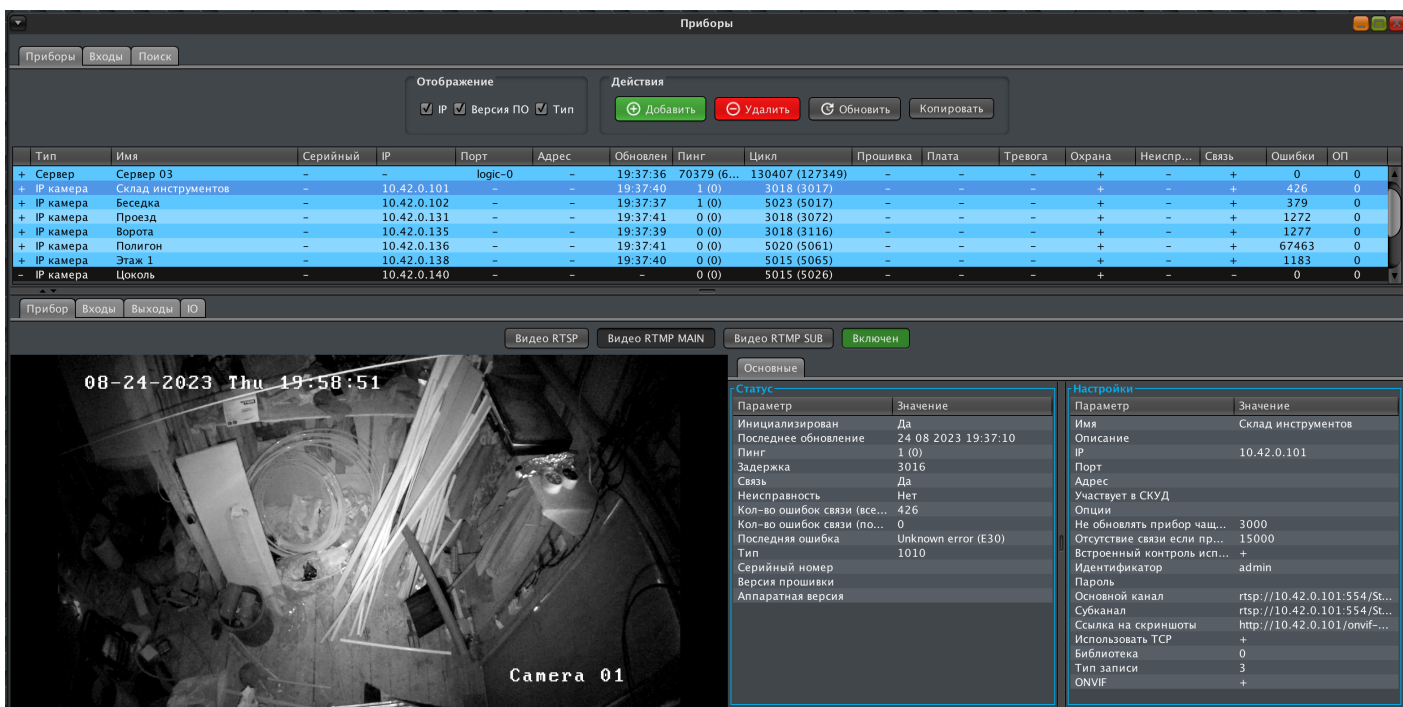 Приборы
Приборы Входы Поиск
Отображение Действия
IP Версия ПО Тип Добавить Удалить Обновить Копировать
Тип Имя Серийный IP Порт Адрес Обновлен Пинг Цикл Прошивка Плата Тревога Охрана Неиспр... Связь Ошибки ОП
+ Сервер Сервер 03 – – logic-0 – 19:37:36 70379 (6... 130407 (127349) – – – + – + 0 0
+ IP камера Склад инструментов – 10.42.0.101 – – 19:37:40 1 (0) 3018 (3017) – – – + – + 426 0
+ IP камера Беседка – 10.42.0.102 – – 19:37:37 1 (0) 5023 (5017) – – – + – + 379 0
+ IP камера Проезд – 10.42.0.131 – – 19:37:41 0 (0) 3018 (3072) – – – + – + 1272 0
+ IP камера Ворота – 10.42.0.135 – – 19:37:39 0 (0) 3018 (3116) – – – + – + 1277 0
+ IP камера Полигон – 10.42.0.136 – – 19:37:41 0 (0) 5020 (5061) – – – + – + 67463 0
+ IP камера Этаж 1 – 10.42.0.138 – – 19:37:40 0 (0) 5015 (5065) – – – + – + 1183 0
– IP камера Цоколь – 10.42.0.140 – – – 0 (0) 5015 (5026) – – – + – – 0 0
Прибор Входы Выходы IO
Видео RTSP Видео RTMP MAIN Видео RTMP SUB Включен
08-24-2023 Thu 19:58:51
Camera 01
Основные
Статус
Параметр Значение
Инициализирован Да
Последнее обновление 24 08 2023 19:37:10
Пинг 1 (0)
Задержка 3016
Связь Да
Неисправность Нет
Кол-во ошибок связи (все... 426
Кол-во ошибок связи (по... 0
Последняя ошибка Unknown error (E30)
Тип 1010
Серийный номер
Версия прошивки
Аппаратная версия
Настройки
Параметр Значение
Имя Склад инструментов
Описание
IP 10.42.0.101
Порт
Адрес
Участвует в СКУД
Опции
Не обновлять прибор чащ... 3000
Отсутствие связи если пр... 15000
Встроенный контроль исп... +
Идентификатор admin
Пароль
Основной канал rtsp://10.42.0.101:554/St...
Субканал rtsp://10.42.0.101:554/St...
Ссылка на скриншоты http://10.42.0.101/onvif-...
Использовать TCP +
Библиотека 0
Тип записи 3
ONVIF +